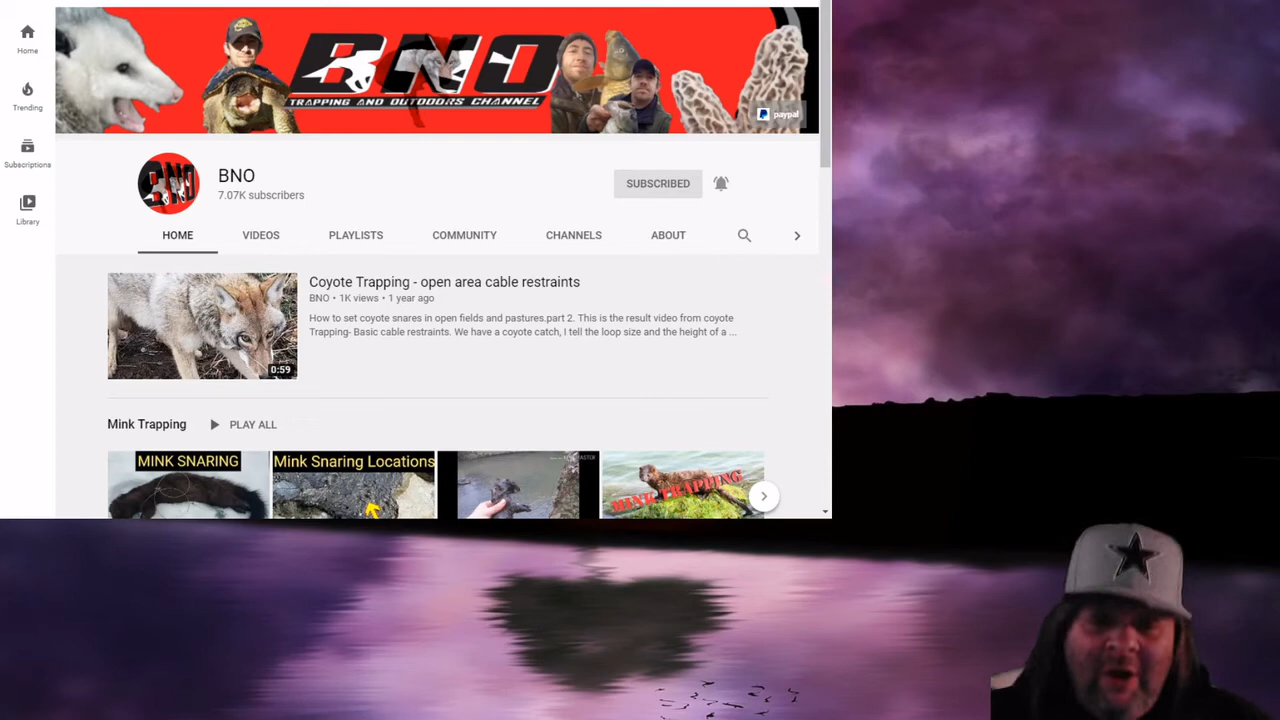 BNO
TRAPPING AND OUTDOORS CHANNEL
paypal
Home
Trending
Subscriptions
Library
BNO
7.07K subscribers
SUBSCRIBED
HOME VIDEOS PLAYLISTS COMMUNITY CHANNELS ABOUT
BNO
Coyote Trapping - open area cable restraints
BNO • 1K views • 1 year ago
How to set coyote snares in open fields and pastures.part 2. This is the result video from coyote
Trapping- Basic cable restraints. We have a coyote catch, I tell the loop size and the height of a ...
0:59
Mink Trapping PLAY ALL
MINK SNARING
Mink Snaring Locations
MINK TRAPPING